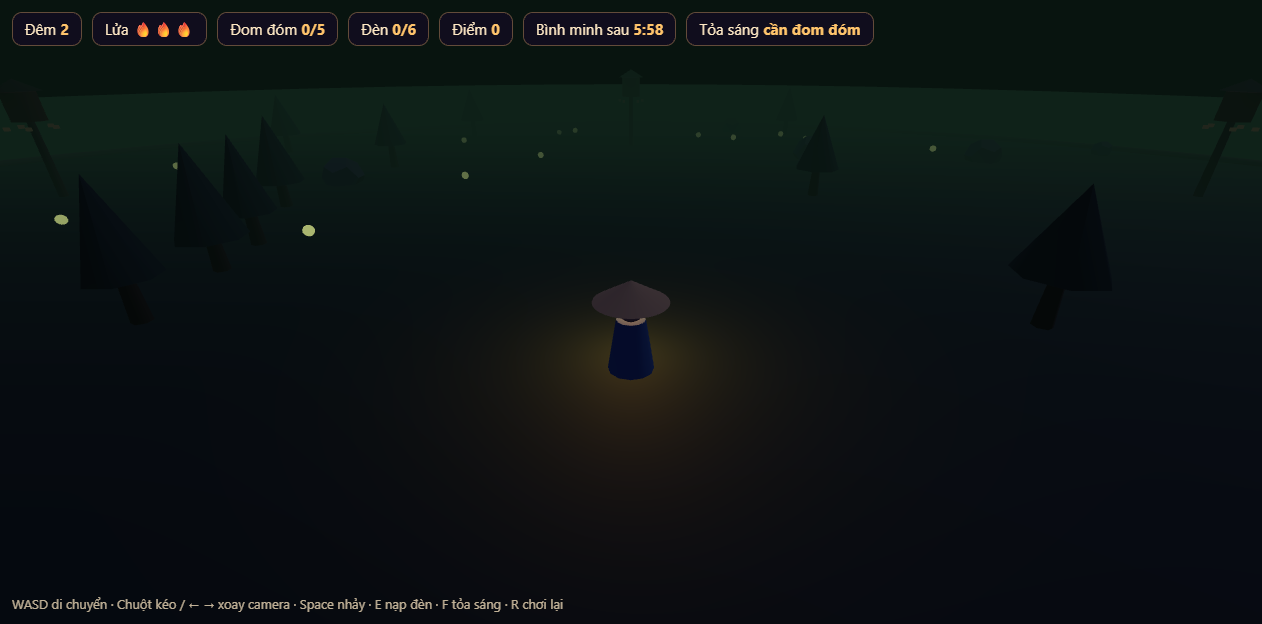 Đêm 2
Lửa 🔥 🔥 🔥
Đom đóm 0/5
Đèn 0/6
Điểm 0
Bình minh sau 5:58
Tỏa sáng cần đom đóm
WASD di chuyển · Chuột kéo / ← → xoay camera · Space nhảy · E nạp đèn · F tỏa sáng · R chơi lại